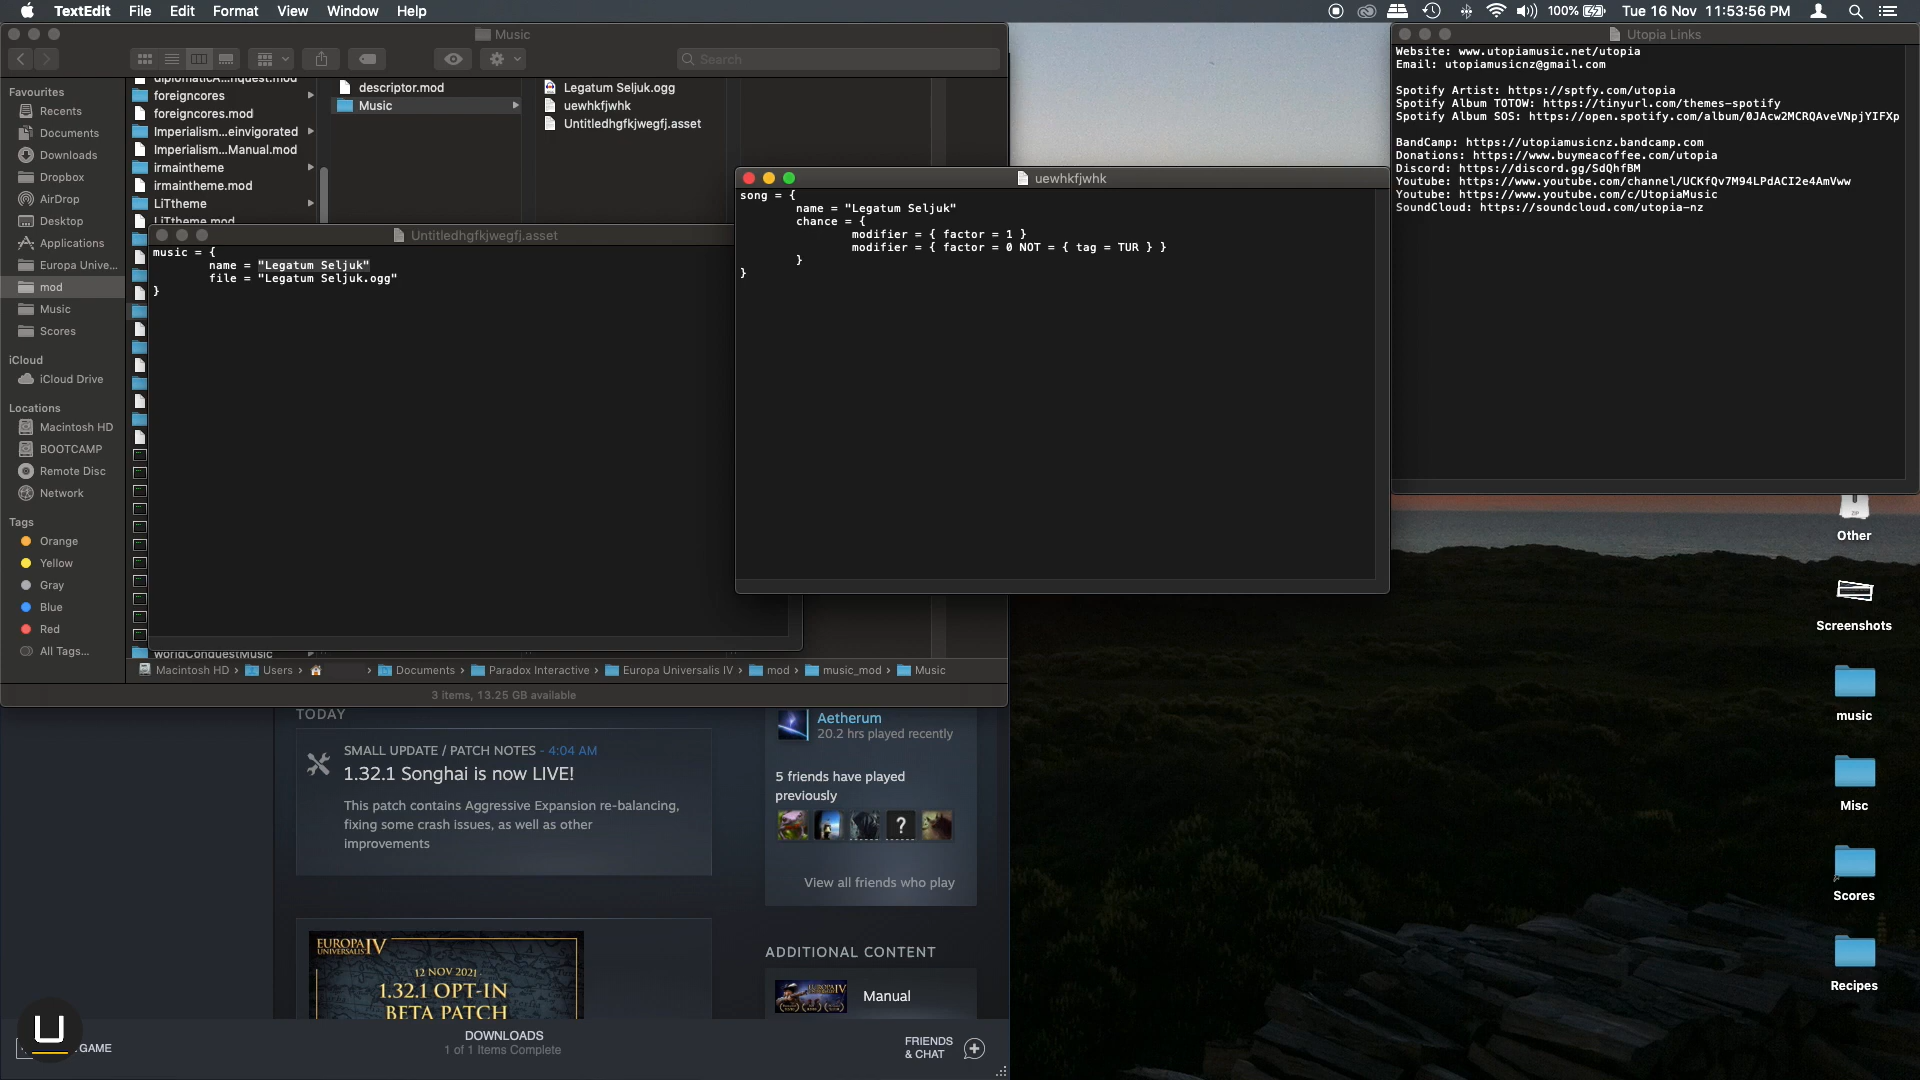 TextEdit File Edit Format View Window Help
100% Tue 16 Nov 11:53:56 PM
Music
Search
Favourites
Recents
Documents
Downloads
Dropbox
AirDrop
Desktop
Applications
Europa Unive...
mod
Music
Scores
iCloud
iCloud Drive
Locations
Macintosh HD
BOOTCAMP
Remote Disc
Network
Tags
Orange
Yellow
Gray
Blue
Red
All Tags...
diplomaticA...nquest.mod
foreigncores
foreigncores.mod
Imperialism...einvigorated
Imperialism...Manual.mod
irmaintheme
irmaintheme.mod
LiTtheme
LiTtheme.mod
worldConquestMusic
descriptor.mod
Music
Legatum Seljuk.ogg
uewhkfjwhk
Untitledhgfkjwegfj.asset
Untitledhgfkjwegfj.asset
music = {
name = "Legatum Seljuk"
file = "Legatum Seljuk.ogg"
}
uewhkfjwhk
song = {
name = "Legatum Seljuk"
chance = {
modifier = { factor = 1 }
modifier = { factor = 0 NOT = { tag = TUR } }
}
}
Utopia Links
Website: www.utopiamusic.net/utopia
Email: utopiamusicnz@gmail.com
Spotify Artist: https://sptfy.com/utopia
Spotify Album TOTOW: https://tinyurl.com/themes-spotify
Spotify Album SOS: https://open.spotify.com/album/0JAcw2MCRQAveVNpjYIFXp
BandCamp: https://utopiamusicnz.bandcamp.com
Donations: https://www.buymeacoffee.com/utopia
Discord: https://discord.gg/SdQhfBM
Youtube: https://www.youtube.com/channel/UCKfQv7M94LPdACI2e4AmVww
Youtube: https://www.youtube.com/c/UtopiaMusic
SoundCloud: https://soundcloud.com/utopia-nz
Macintosh HD › Users › › Documents › Paradox Interactive › Europa Universalis IV › mod › music_mod › Music
3 items, 13.25 GB available
TODAY
SMALL UPDATE / PATCH NOTES - 4:04 AM
1.32.1 Songhai is now LIVE!
This patch contains Aggressive Expansion re-balancing,
fixing some crash issues, as well as other
improvements
EUROPA IV
UNIVERSALIS
12 NOV 2021
1.32.1 OPT-IN
BETA PATCH
Aetherum
20.2 hrs played recently
5 friends have played
previously
?
View all friends who play
ADDITIONAL CONTENT
Manual
U
GAME
DOWNLOADS
1 of 1 Items Complete
FRIENDS
& CHAT
ZIP
Other
Screenshots
music
Misc
Scores
Recipes